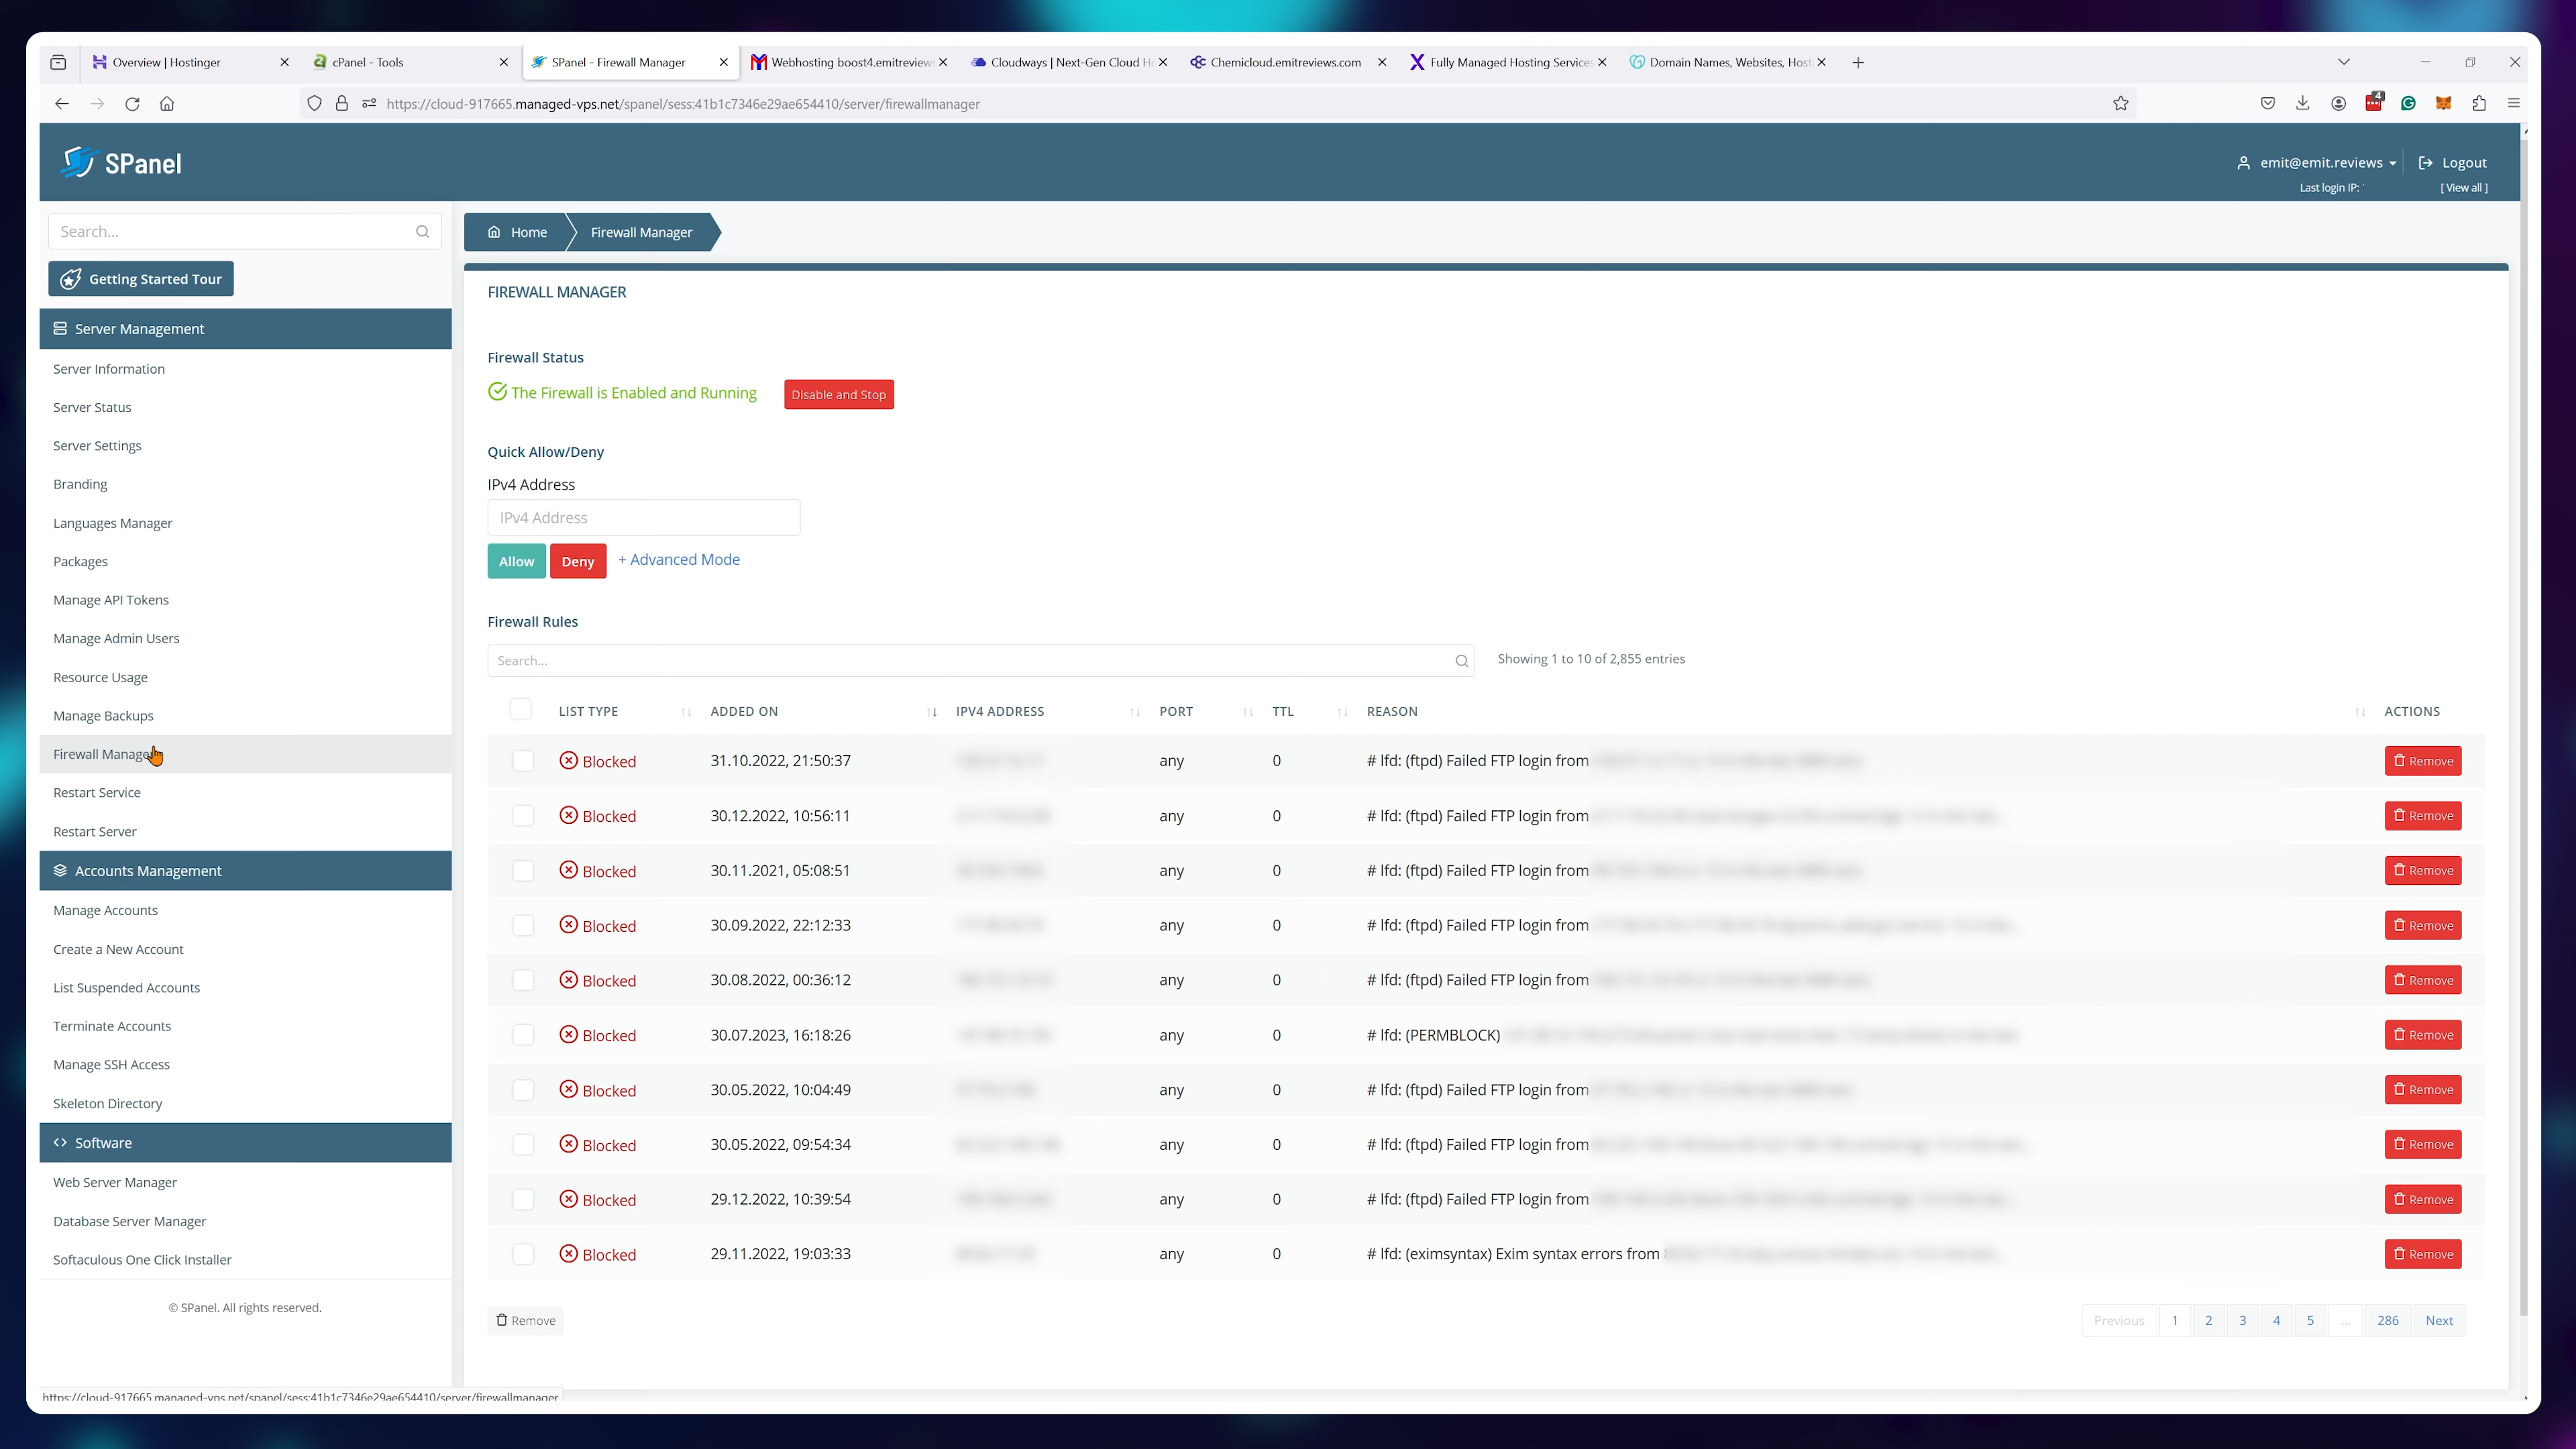 Overview | Hostinger
cPanel - Tools
SPanel - Firewall Manager
Webhosting boost4.emitreviews
Cloudways | Next-Gen Cloud H
Chemicloud.emitreviews.com
Fully Managed Hosting Services
Domain Names, Websites, Host
https://cloud-917665.managed-vps.net/spanel/sess:41b1c7346e29ae654410/server/firewallmanager
4
SPanel
emit@emit.reviews
Logout
Last login IP:
[ View all ]
Search...
Getting Started Tour
Server Management
Server Information
Server Status
Server Settings
Branding
Languages Manager
Packages
Manage API Tokens
Manage Admin Users
Resource Usage
Manage Backups
Firewall Manager
Restart Service
Restart Server
Accounts Management
Manage Accounts
Create a New Account
List Suspended Accounts
Terminate Accounts
Manage SSH Access
Skeleton Directory
Software
Web Server Manager
Database Server Manager
Softaculous One Click Installer
© SPanel. All rights reserved.
https://cloud-917665.managed-vps.net/spanel/sess:41b1c7346e29ae654410/server/firewallmanager
Home
Firewall Manager
FIREWALL MANAGER
Firewall Status
The Firewall is Enabled and Running
Disable and Stop
Quick Allow/Deny
IPv4 Address
IPv4 Address
Allow
Deny
+ Advanced Mode
Firewall Rules
Search...
Showing 1 to 10 of 2,855 entries
LIST TYPE ADDED ON IPV4 ADDRESS PORT TTL REASON ACTIONS
Blocked 31.10.2022, 21:50:37 any 0 # lfd: (ftpd) Failed FTP login from Remove
Blocked 30.12.2022, 10:56:11 any 0 # lfd: (ftpd) Failed FTP login from Remove
Blocked 30.11.2021, 05:08:51 any 0 # lfd: (ftpd) Failed FTP login from Remove
Blocked 30.09.2022, 22:12:33 any 0 # lfd: (ftpd) Failed FTP login from Remove
Blocked 30.08.2022, 00:36:12 any 0 # lfd: (ftpd) Failed FTP login from Remove
Blocked 30.07.2023, 16:18:26 any 0 # lfd: (PERMBLOCK) Remove
Blocked 30.05.2022, 10:04:49 any 0 # lfd: (ftpd) Failed FTP login from Remove
Blocked 30.05.2022, 09:54:34 any 0 # lfd: (ftpd) Failed FTP login from Remove
Blocked 29.12.2022, 10:39:54 any 0 # lfd: (ftpd) Failed FTP login from Remove
Blocked 29.11.2022, 19:03:33 any 0 # lfd: (eximsyntax) Exim syntax errors from Remove
Remove
Previous 1 2 3 4 5 ... 286 Next